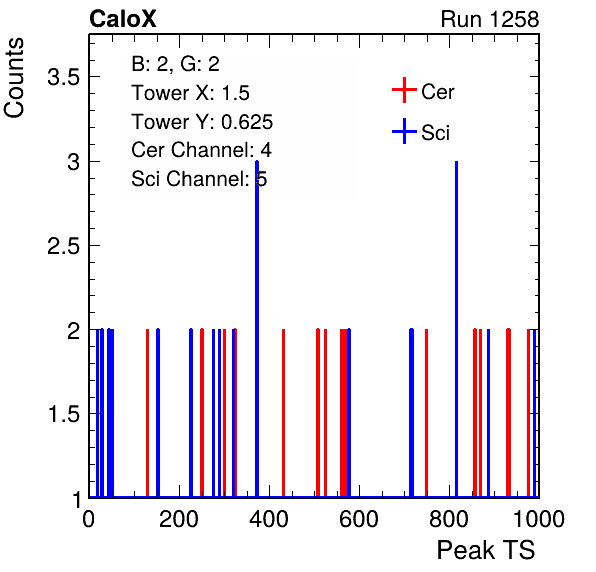 CaloX Run 1258
Counts
B: 2, G: 2
Tower X: 1.5
Tower Y: 0.625
Cer Channel: 4
Sci Channel: 5
Cer
Sci
3.5
3
2.5
2
1.5
1
0 200 400 600 800 1000
Peak TS